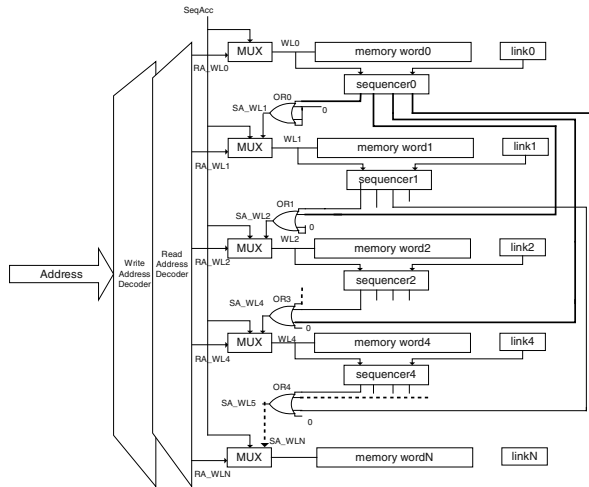 SeqAcc
MUX
WL0
memory word0
link0
RA_WL0
sequencer0
OR0
SA_WL1
0
MUX
WL1
memory word1
link1
RA_WL1
sequencer1
OR1
SA_WL2
0
MUX
WL2
memory word2
link2
RA_WL2
Address
Write Address Decoder
Read Address Decoder
sequencer2
OR3
SA_WL4
0
MUX
WL4
memory word4
link4
RA_WL4
sequencer4
OR4
SA_WL5
0
SA_WLN
MUX
memory wordN
linkN
RA_WLN